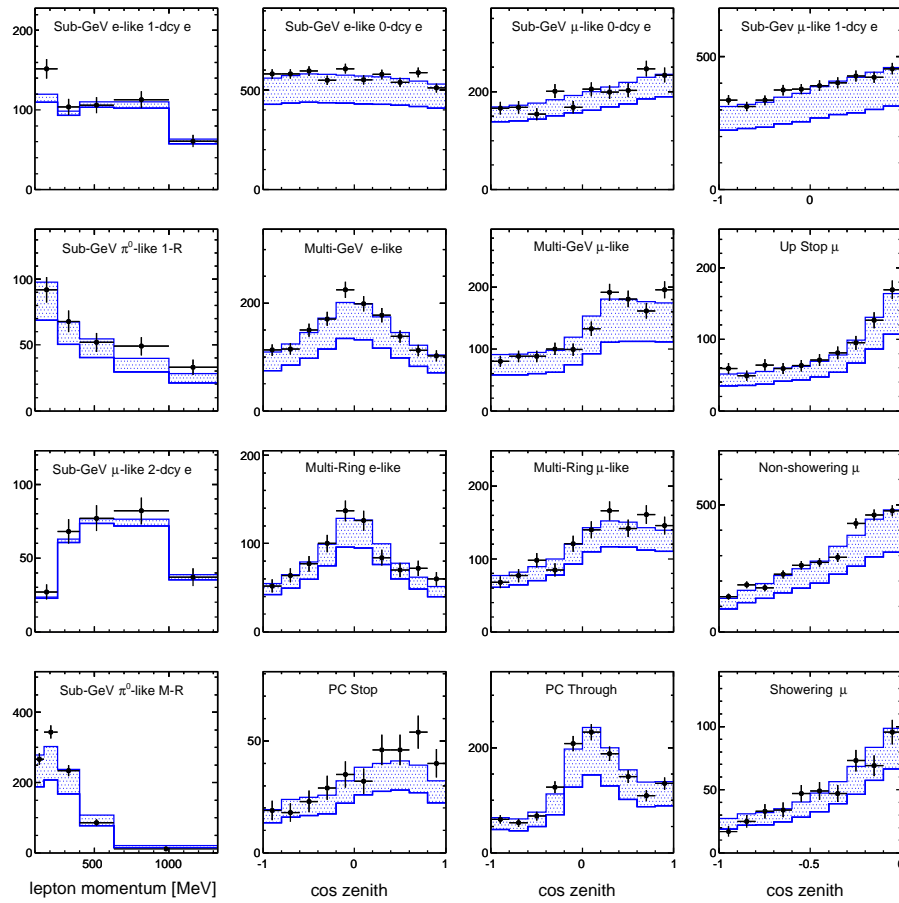 Sub-GeV e-like 1-dcy e
Sub-GeV e-like 0-dcy e
Sub-GeV μ-like 0-dcy e
Sub-Gev μ-like 1-dcy e
200
100
0
500
0
200
100
0
500
0
-1
0
Sub-GeV π⁰-like 1-R
Multi-GeV e-like
Multi-GeV μ-like
Up Stop μ
100
50
0
200
0
200
100
0
200
100
0
Sub-GeV μ-like 2-dcy e
Multi-Ring e-like
Multi-Ring μ-like
Non-showering μ
100
50
0
200
100
0
200
100
0
500
0
Sub-GeV π⁰-like M-R
PC Stop
PC Through
Showering μ
400
200
0
50
0
200
0
100
50
0
500
1000
-1
0
1
-1
0
1
-1
-0.5
0
lepton momentum [MeV]
cos zenith
cos zenith
cos zenith